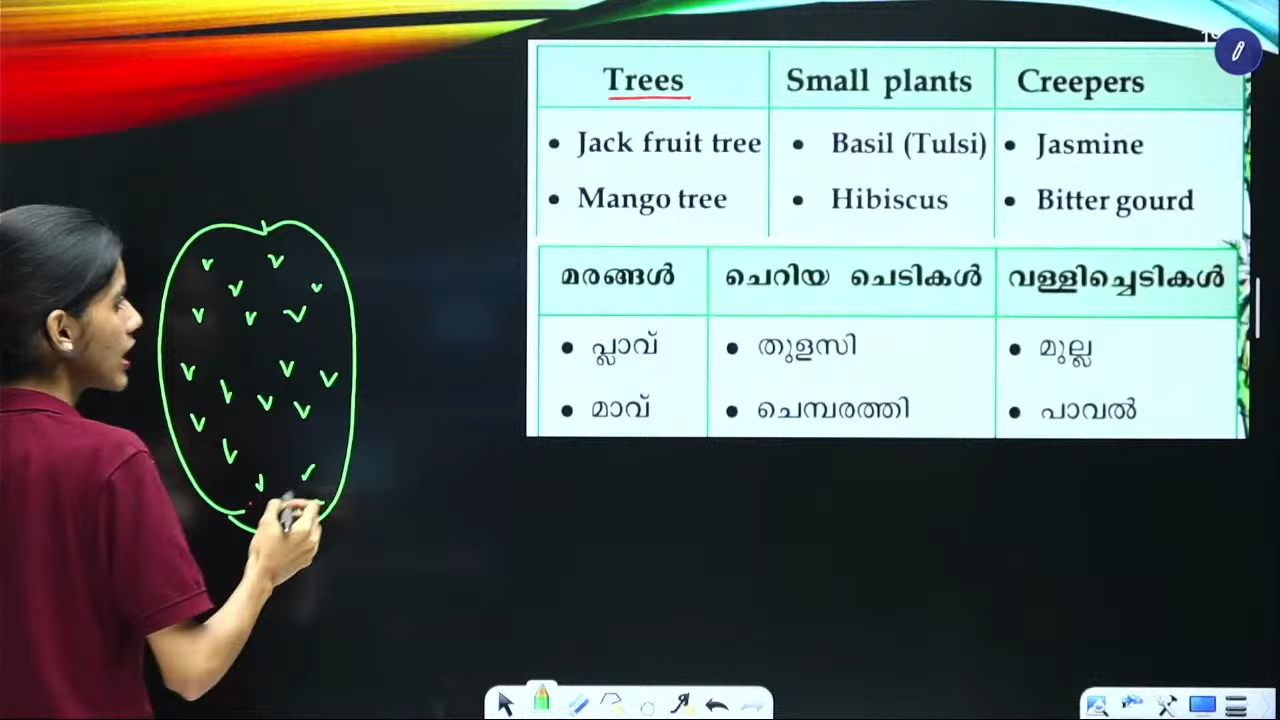 Trees Small plants Creepers
• Jack fruit tree • Basil (Tulsi) • Jasmine
• Mango tree • Hibiscus • Bitter gourd
മരങ്ങൾ ചെറിയ ചെടികൾ വള്ളിച്ചെടികൾ
• പ്ലാവ് • തുളസി • മുല്ല
• മാവ് • ചെമ്പരത്തി • പാവൽ